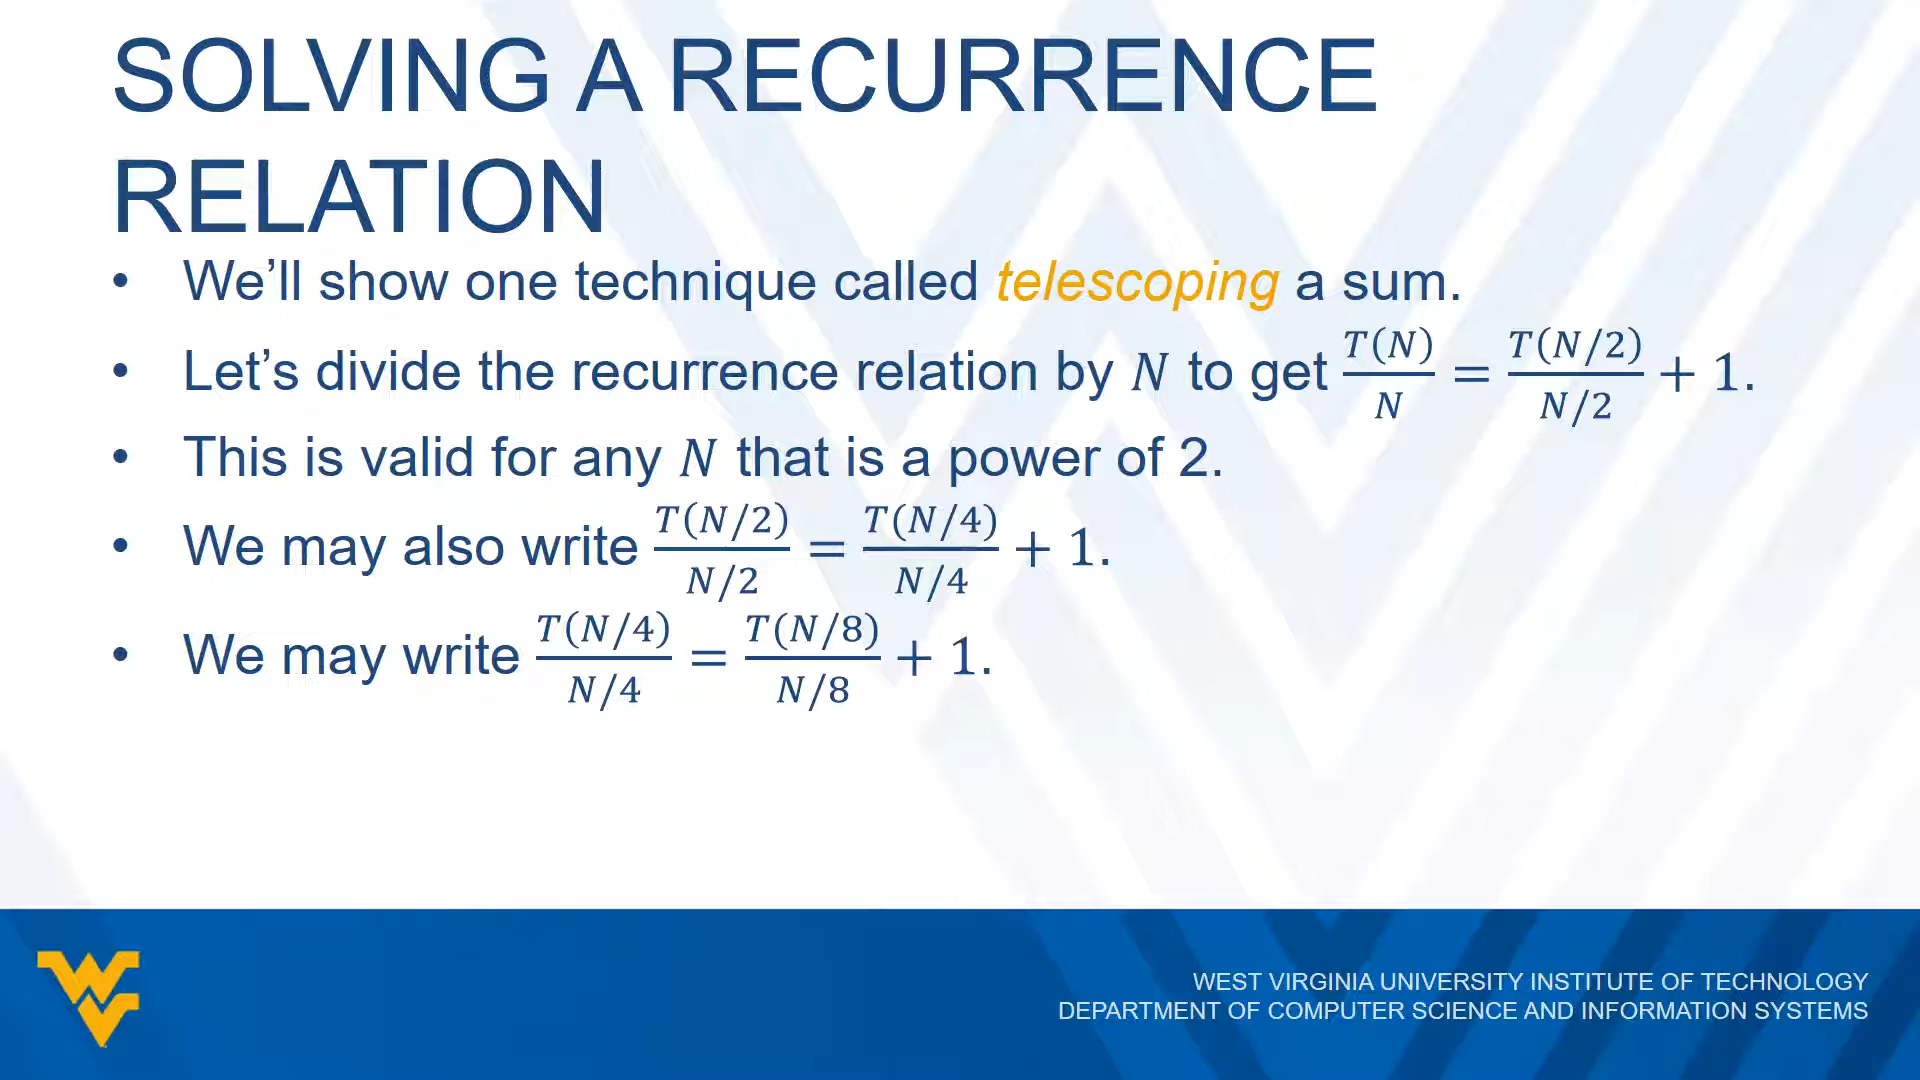 SOLVING A RECURRENCE
RELATION
• We’ll show one technique called telescoping a sum.
• Let’s divide the recurrence relation by N to get T(N)/N = T(N/2)/(N/2) + 1.
• This is valid for any N that is a power of 2.
• We may also write T(N/2)/(N/2) = T(N/4)/(N/4) + 1.
• We may write T(N/4)/(N/4) = T(N/8)/(N/8) + 1.
WEST VIRGINIA UNIVERSITY INSTITUTE OF TECHNOLOGY
DEPARTMENT OF COMPUTER SCIENCE AND INFORMATION SYSTEMS